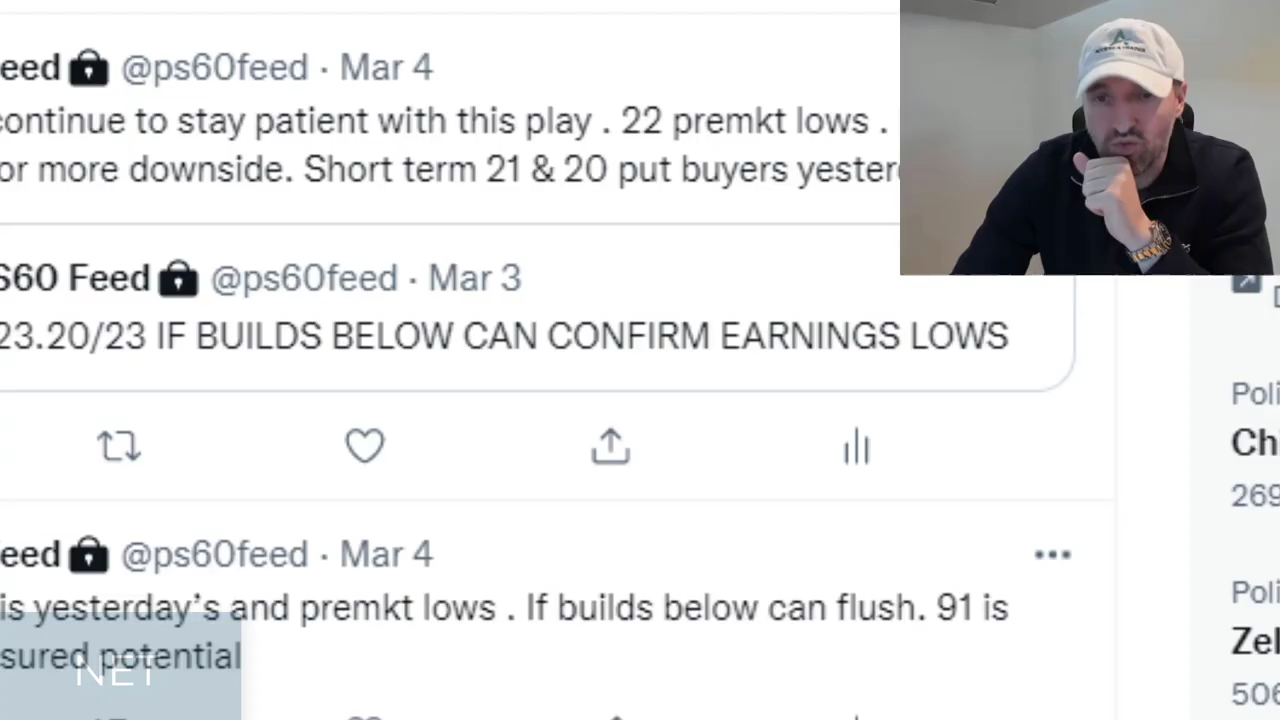 eed @ps60feed · Mar 4
continue to stay patient with this play . 22 premkt lows .
or more downside. Short term 21 & 20 put buyers yester
S60 Feed @ps60feed · Mar 3
23.20/23 IF BUILDS BELOW CAN CONFIRM EARNINGS LOWS
eed @ps60feed · Mar 4
is yesterday's and premkt lows . If builds below can flush. 91 is
sured potential
NET
Poli
Chi
269
Poli
Zel
506